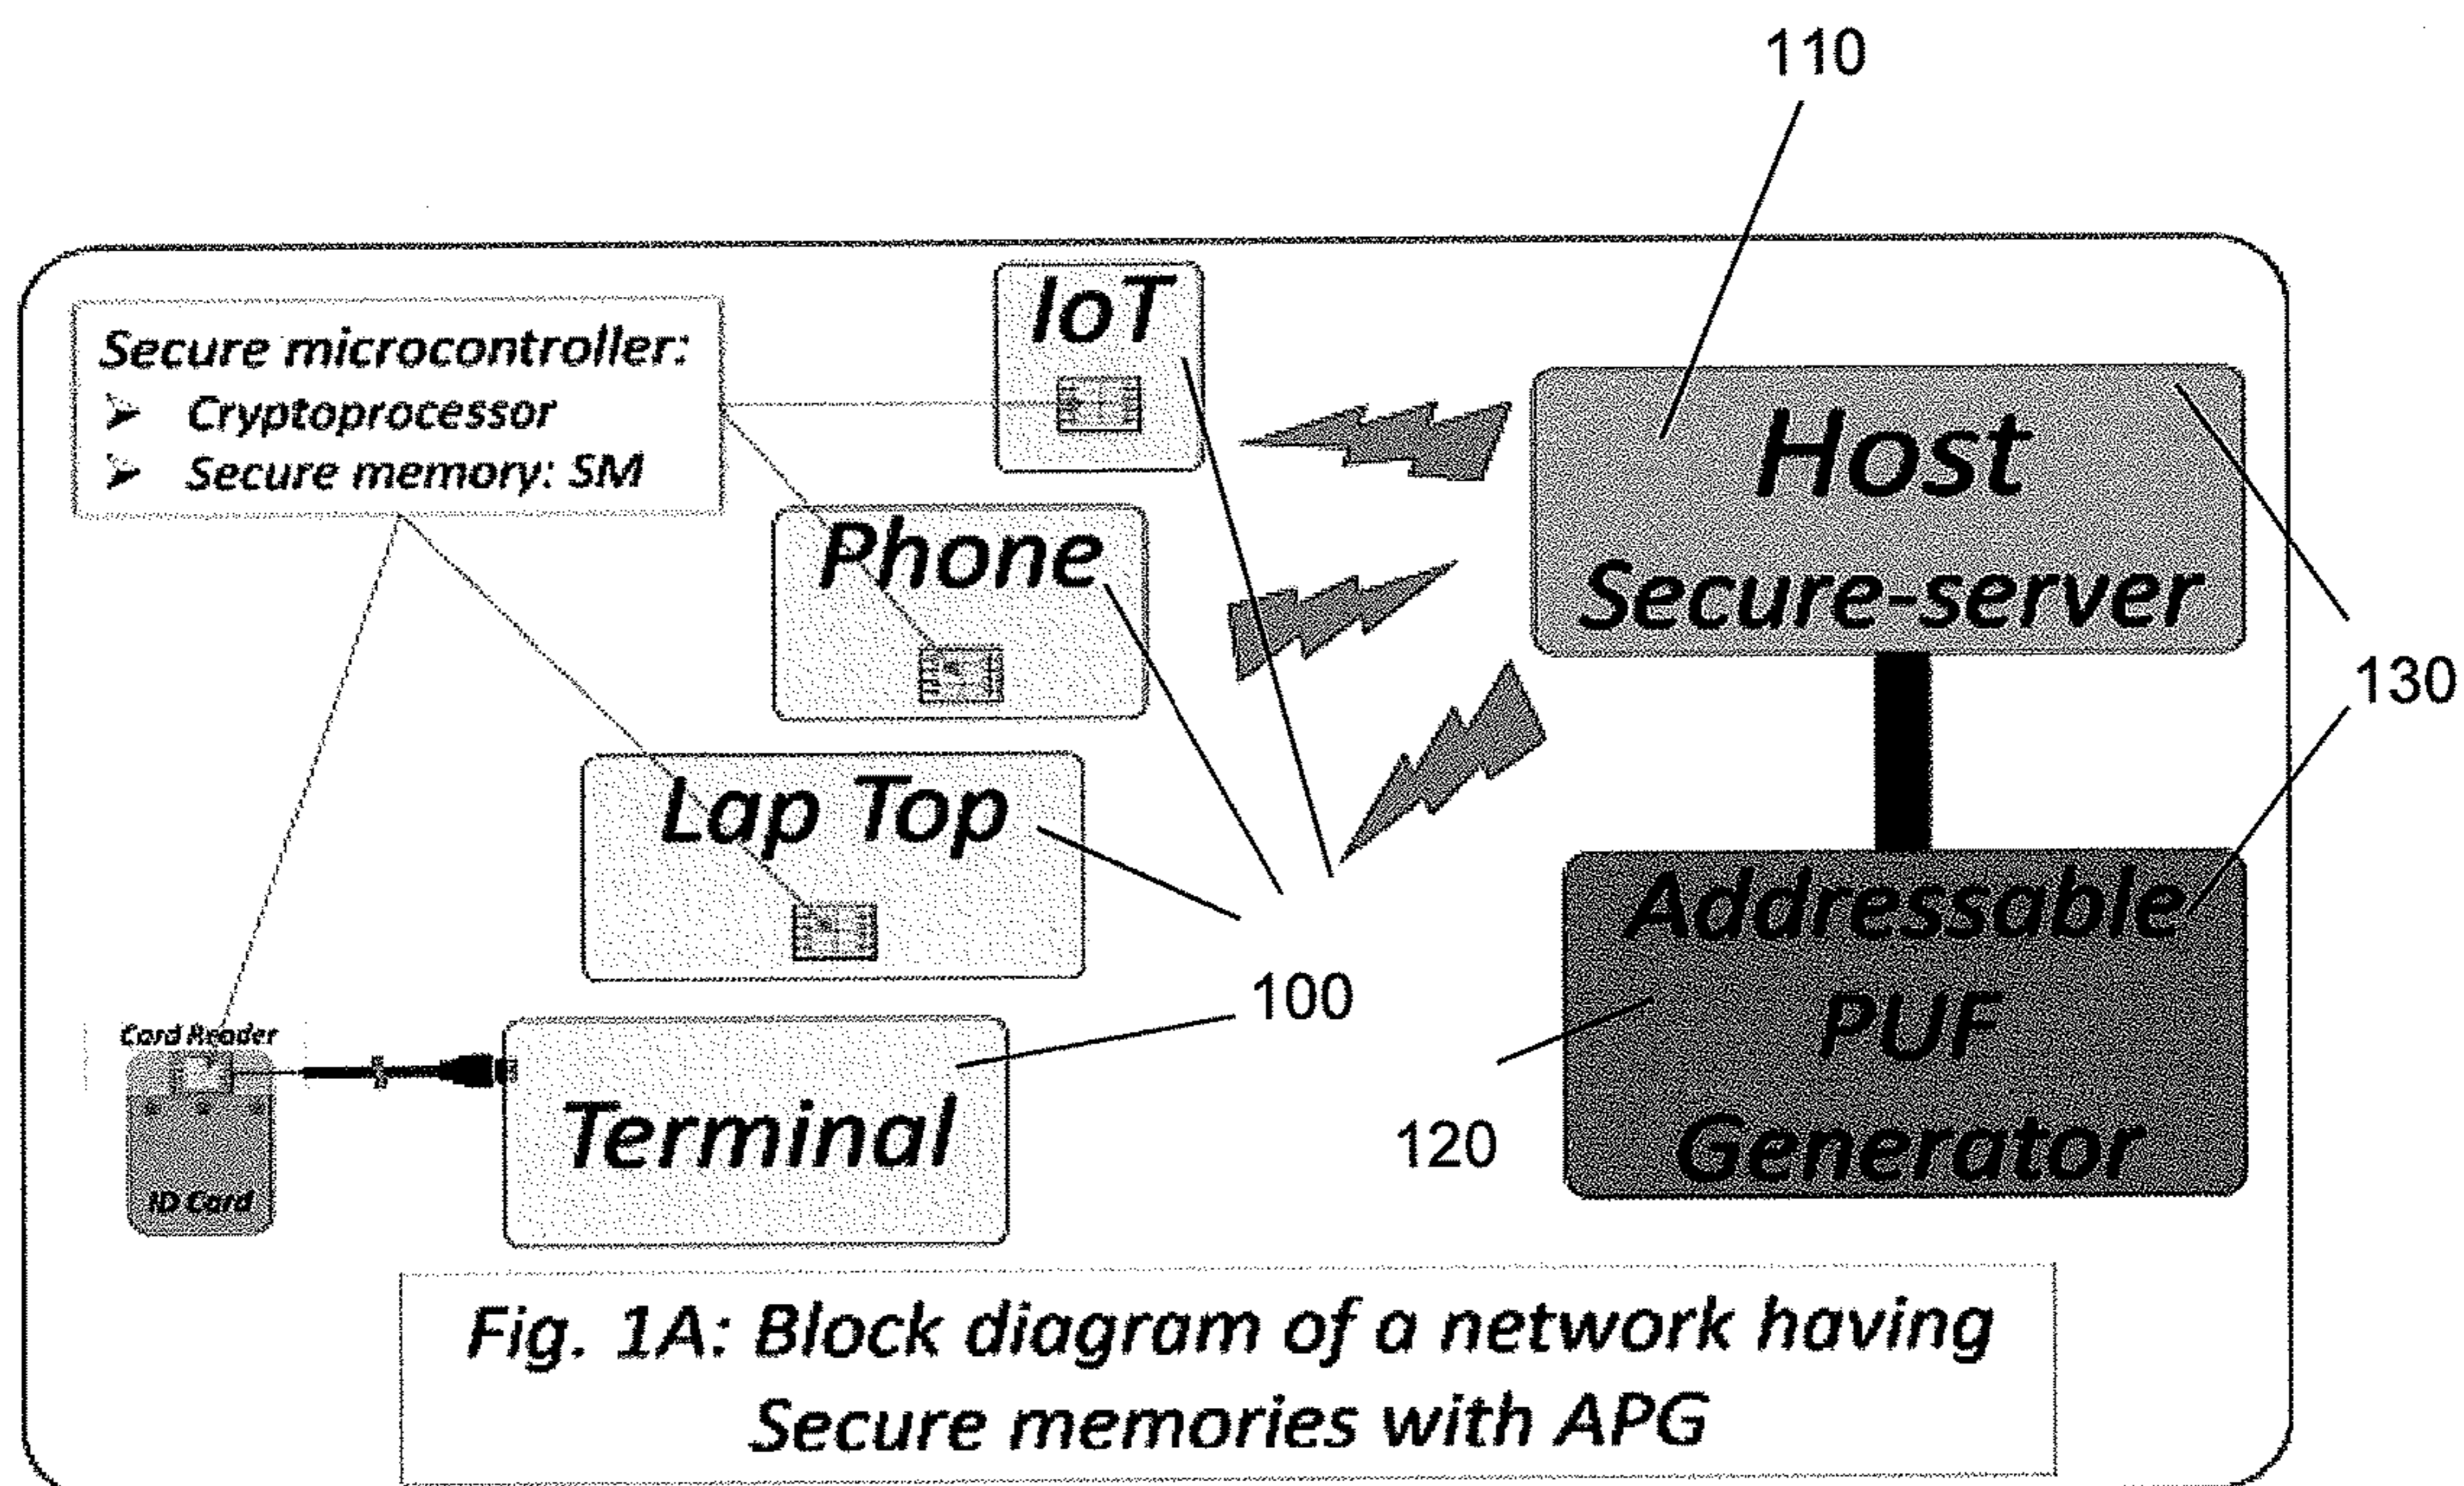 110
Secure microcontroller:
➤ Cryptoprocessor
➤ Secure memory: SM
IoT
Phone
Lap Top
Card Reader
ID Card
Terminal
100
Host
Secure-server
130
Addressable
PUF
Generator
120
Fig. 1A: Block diagram of a network having
Secure memories with APG